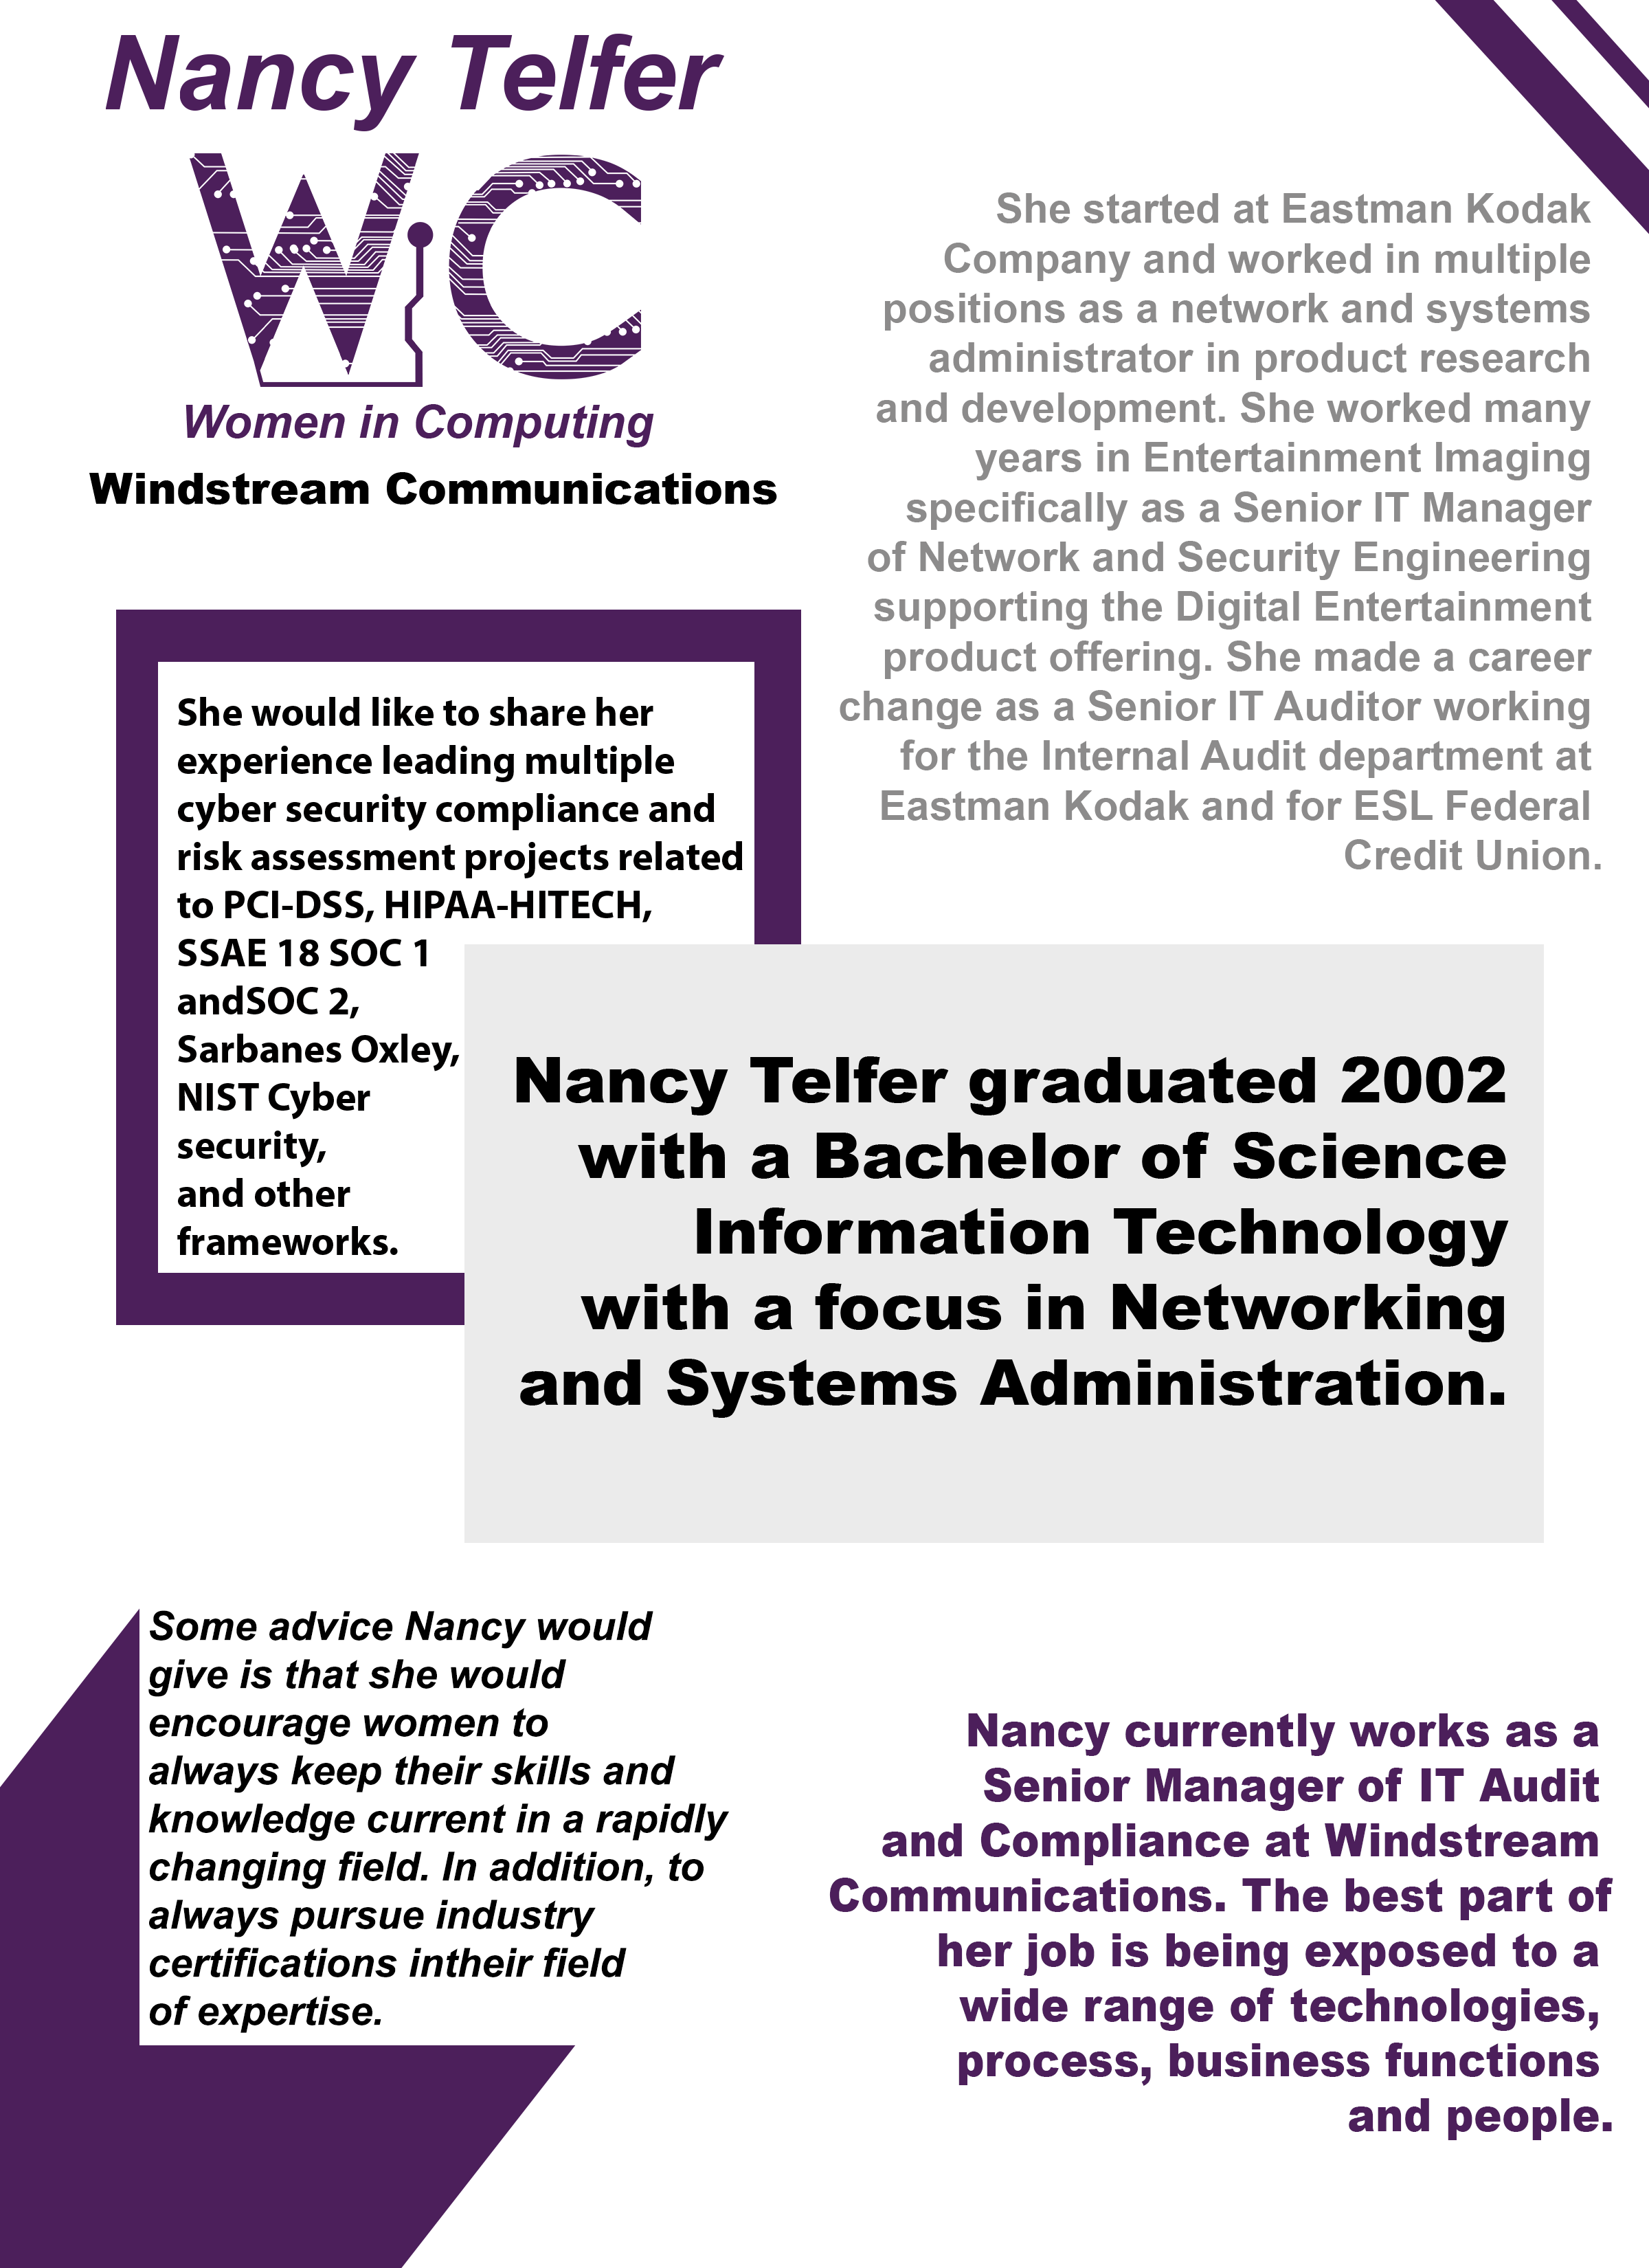 Nancy Telfer
WiC
Women in Computing
Windstream Communications
She started at Eastman Kodak
Company and worked in multiple
positions as a network and systems
administrator in product research
and development. She worked many
years in Entertainment Imaging
specifically as a Senior IT Manager
of Network and Security Engineering
supporting the Digital Entertainment
product offering. She made a career
change as a Senior IT Auditor working
for the Internal Audit department at
Eastman Kodak and for ESL Federal
Credit Union.
She would like to share her
experience leading multiple
cyber security compliance and
risk assessment projects related
to PCI-DSS, HIPAA-HITECH,
SSAE 18 SOC 1
andSOC 2,
Sarbanes Oxley,
NIST Cyber
security,
and other
frameworks.
Nancy Telfer graduated 2002
with a Bachelor of Science
Information Technology
with a focus in Networking
and Systems Administration.
Some advice Nancy would
give is that she would
encourage women to
always keep their skills and
knowledge current in a rapidly
changing field. In addition, to
always pursue industry
certifications intheir field
of expertise.
Nancy currently works as a
Senior Manager of IT Audit
and Compliance at Windstream
Communications. The best part of
her job is being exposed to a
wide range of technologies,
process, business functions
and people.